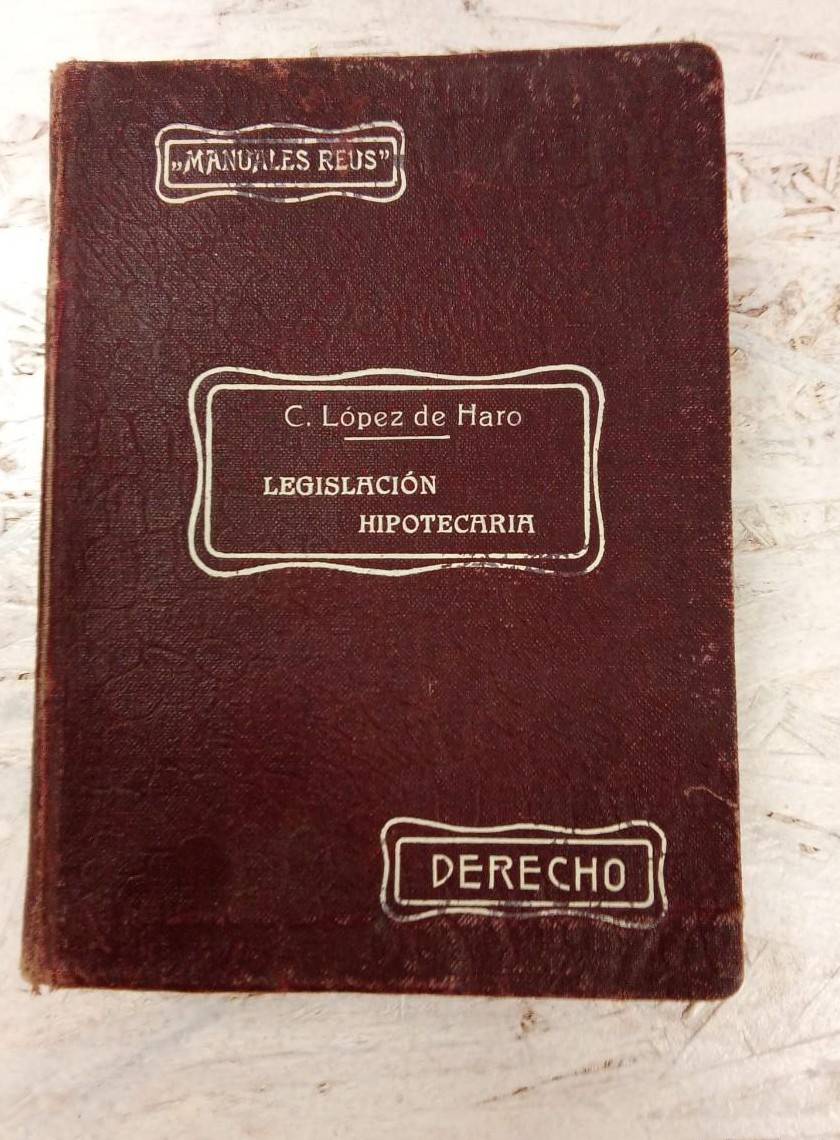 „MANUALES REUS”
C. López de Haro
LEGISLACIÓN
HIPOTECARIA
DERECHO